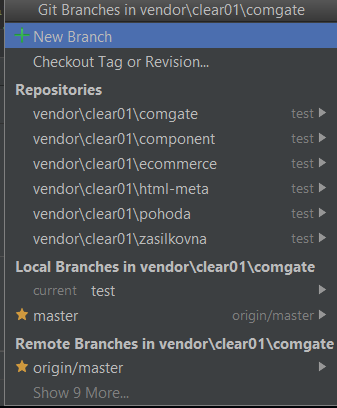 Git Branches in vendor\clear01\comgate
New Branch
Checkout Tag or Revision...
Repositories
vendor\clear01\comgate test
vendor\clear01\component test
vendor\clear01\ecommerce test
vendor\clear01\html-meta test
vendor\clear01\pohoda test
vendor\clear01\zasilkovna test
Local Branches in vendor\clear01\comgate
current test
master origin/master
Remote Branches in vendor\clear01\comgate
origin/master
Show 9 More...